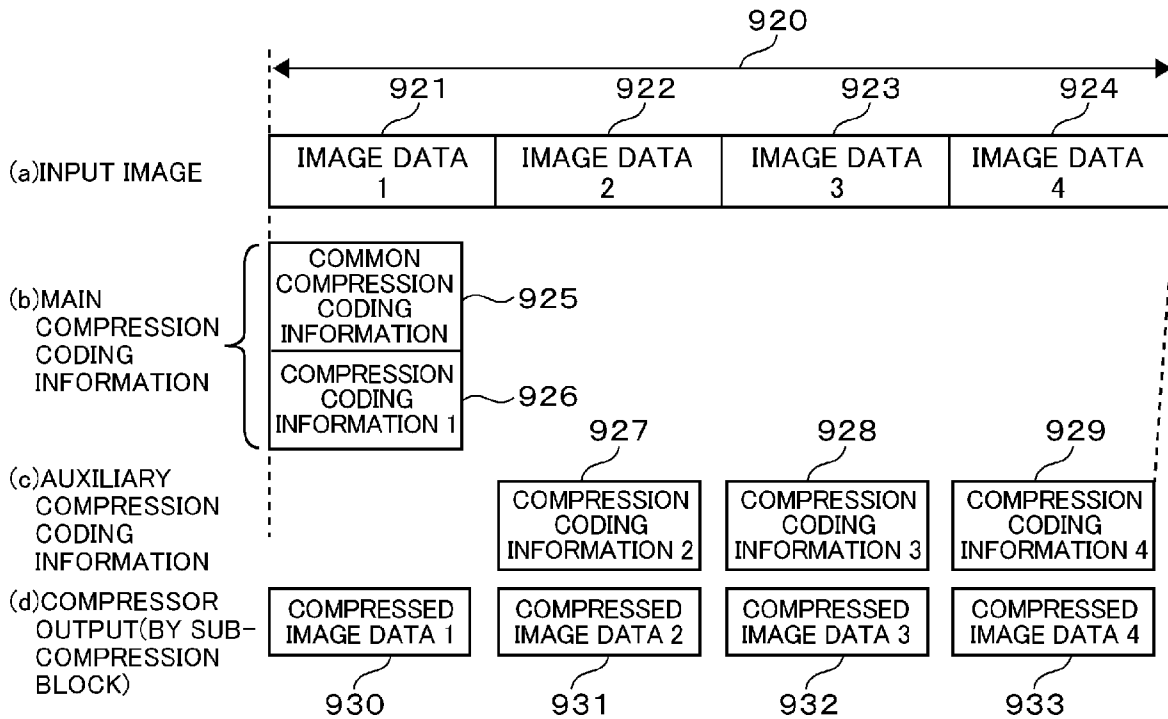 920
921
922
923
924
(a)INPUT IMAGE
IMAGE DATA
1
IMAGE DATA
2
IMAGE DATA
3
IMAGE DATA
4
(b)MAIN
COMPRESSION
CODING
INFORMATION
COMMON
COMPRESSION
CODING
INFORMATION
925
COMPRESSION
CODING
INFORMATION 1
926
927
928
929
(c)AUXILIARY
COMPRESSION
CODING
INFORMATION
COMPRESSION
CODING
INFORMATION 2
COMPRESSION
CODING
INFORMATION 3
COMPRESSION
CODING
INFORMATION 4
(d)COMPRESSOR
OUTPUT(BY SUB-
COMPRESSION
BLOCK)
COMPRESSED
IMAGE DATA 1
COMPRESSED
IMAGE DATA 2
COMPRESSED
IMAGE DATA 3
COMPRESSED
IMAGE DATA 4
930
931
932
933